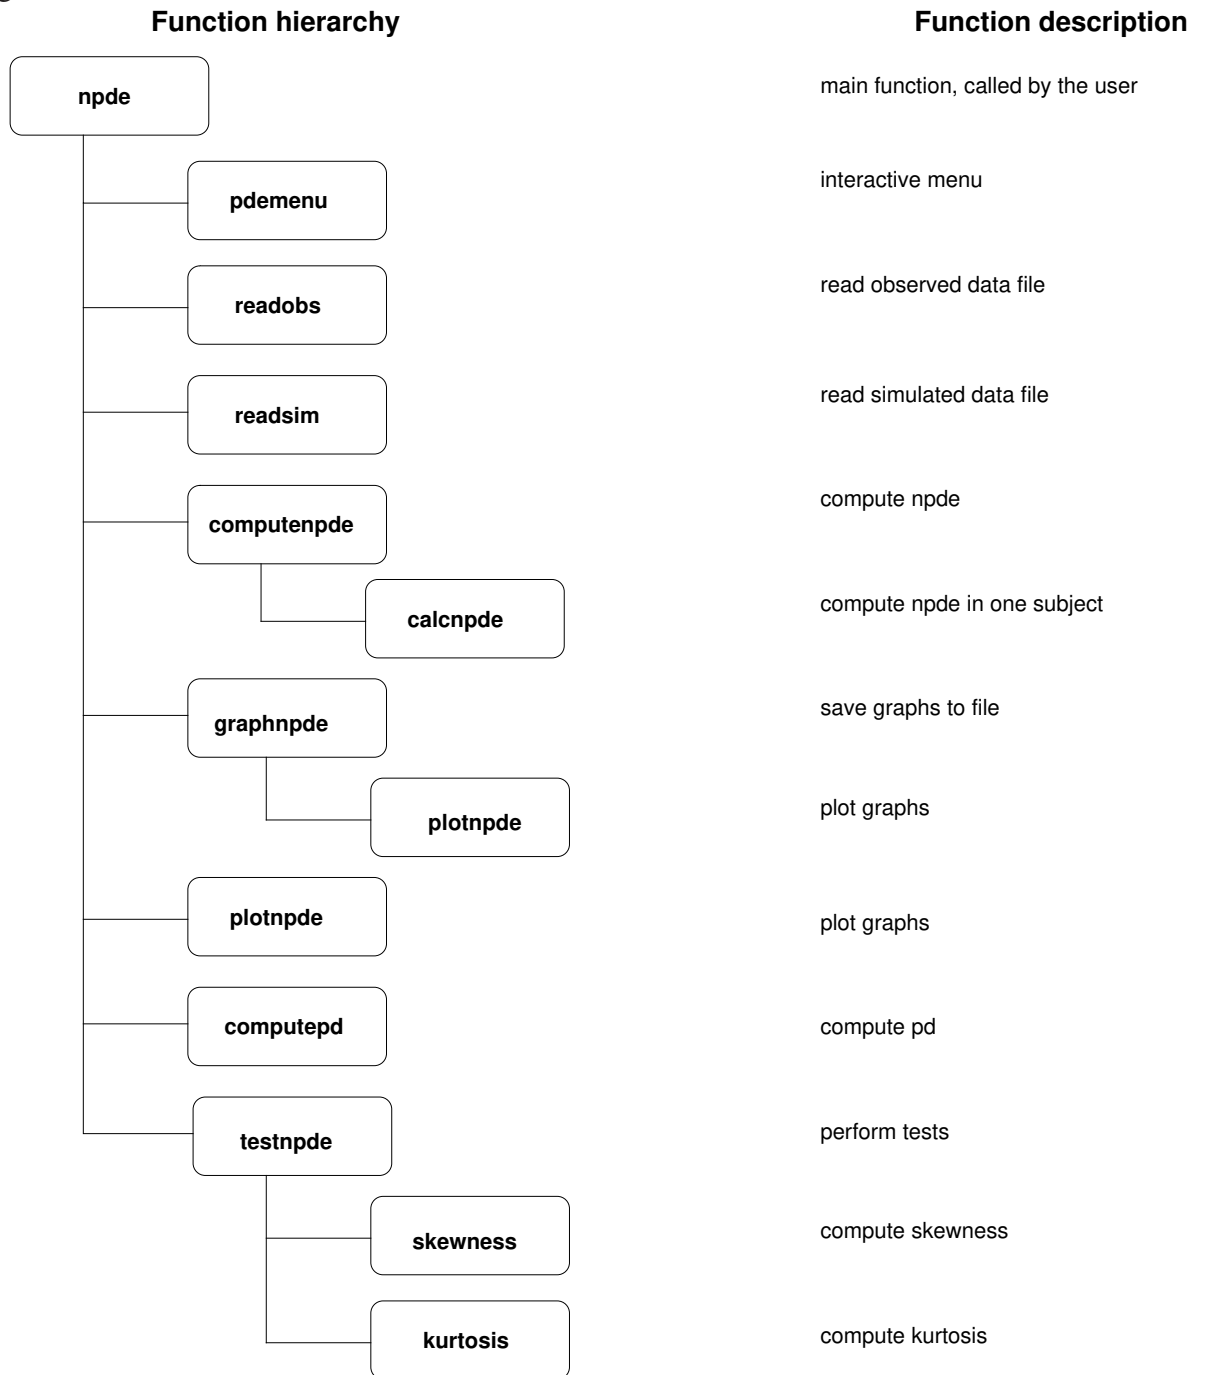 Function hierarchy Function description
npde main function, called by the user
pdemenu interactive menu
readobs read observed data file
readsim read simulated data file
computenpde compute npde
calcnpde compute npde in one subject
graphnpde save graphs to file
plotnpde plot graphs
plotnpde plot graphs
computepd compute pd
testnpde perform tests
skewness compute skewness
kurtosis compute kurtosis